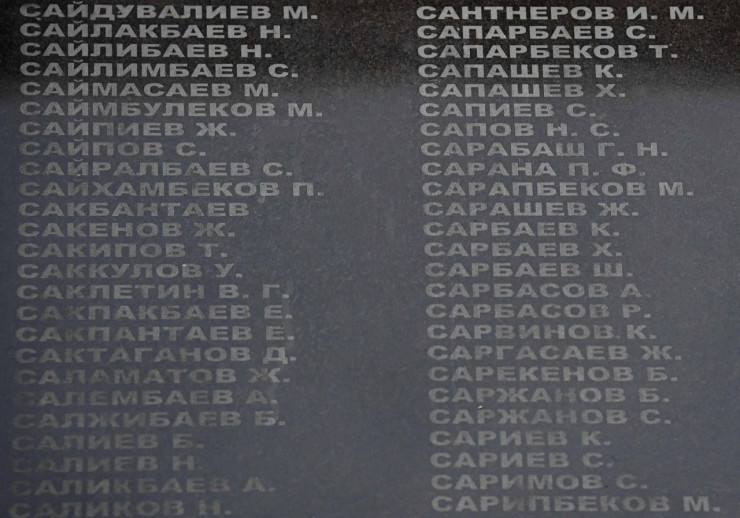 САЙДУВАЛИЕВ М.
САЙЛАКБАЕВ Н.
САЙЛИБАЕВ Н.
САЙЛИМБАЕВ С.
САЙМАСАЕВ М.
САЙМБУЛЕКОВ М.
САЙПИЕВ Ж.
САЙПОВ С.
САЙРАЛБАЕВ С.
САЙХАМБЕКОВ П.
САКБАНТАЕВ
САКЕНОВ Ж.
САКИПОВ Т.
САККУЛОВ У.
САКЛЕТИН В. Г.
САКПАКБАЕВ Е.
САКПАНТАЕВ Е.
САКТАГАНОВ Д.
САЛАМАТОВ Ж.
САЛЕМБАЕВ А.
САЛЖИБАЕВ Б.
САЛИЕВ Б.
САЛИЕВ Н.
САЛИКБАЕВ А.
САЛИКОВ Н.
САНТНЕРОВ И. М.
САПАРБАЕВ С.
САПАРБЕКОВ Т.
САПАШЕВ К.
САПАШЕВ Х.
САПИЕВ С.
САПОВ Н. С.
САРАБАШ Г. Н.
САРАНА П. Ф.
САРАПБЕКОВ М.
САРАШЕВ Ж.
САРБАЕВ К.
САРБАЕВ Х.
САРБАЕВ Ш.
САРБАСОВ А.
САРБАСОВ Р.
САРВИНОВ К.
САРГАСАЕВ Ж.
САРЕКЕНОВ Б.
САРЖАНОВ Б.
САРЖАНОВ С.
САРИЕВ К.
САРИЕВ С.
САРИМОВ С.
САРИПБЕКОВ М.